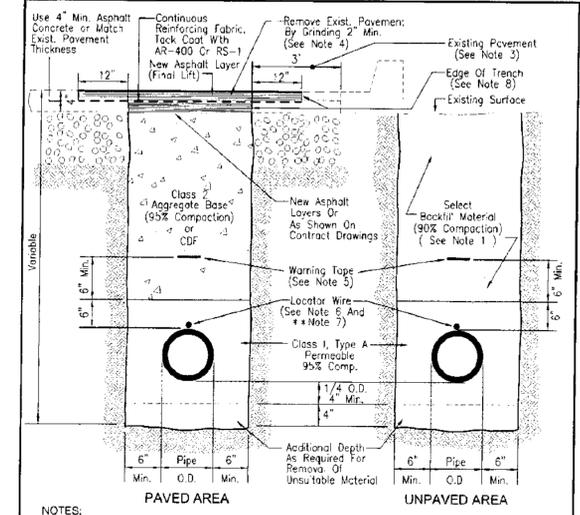 Use 4" Min. Asphalt
Concrete or Match
Exist. Pavement
Thickness
Continuous
Reinforcing Fabric,
Tack Coat With
AR-400 Or RS-1
New Asphalt Layer
(Final Lift)
Remove Exist. Pavement
By Grinding 2" Min.
(See Note 4)
Existing Pavement
(See Note 3)
3'
12"
12"
Edge Of Trench
(See Note 8)
Existing Surface
Class 2
Aggregate Base
(95% Compaction)
or
CDF
New Asphalt
Layers Or
As Shown On
Contract Drawings
Select
Backfill Material
(90% Compaction)
( See Note 1 )
Variable
6" Min.
6"
Warning Tape
(See Note 5)
Locator Wire
(See Note 6 And
**Note 7)
6" Min.
6"
Class I, Type A
Permeable
95% Comp.
1/4 O.D.
4" Min.
4"
Additional Depth
As Required For
Removal Of
Unsuitable Material
6" Pipe 6"
Min. O.D. Min.
6" Pipe 6"
Min. O.D. Min.
PAVED AREA
UNPAVED AREA
NOTES: